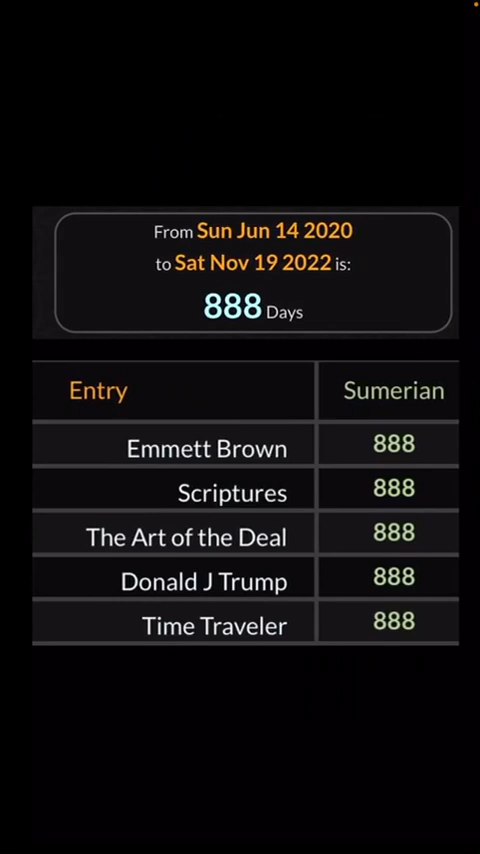 From Sun Jun 14 2020
to Sat Nov 19 2022 is:
888 Days
Entry Sumerian
Emmett Brown 888
Scriptures 888
The Art of the Deal 888
Donald J Trump 888
Time Traveler 888